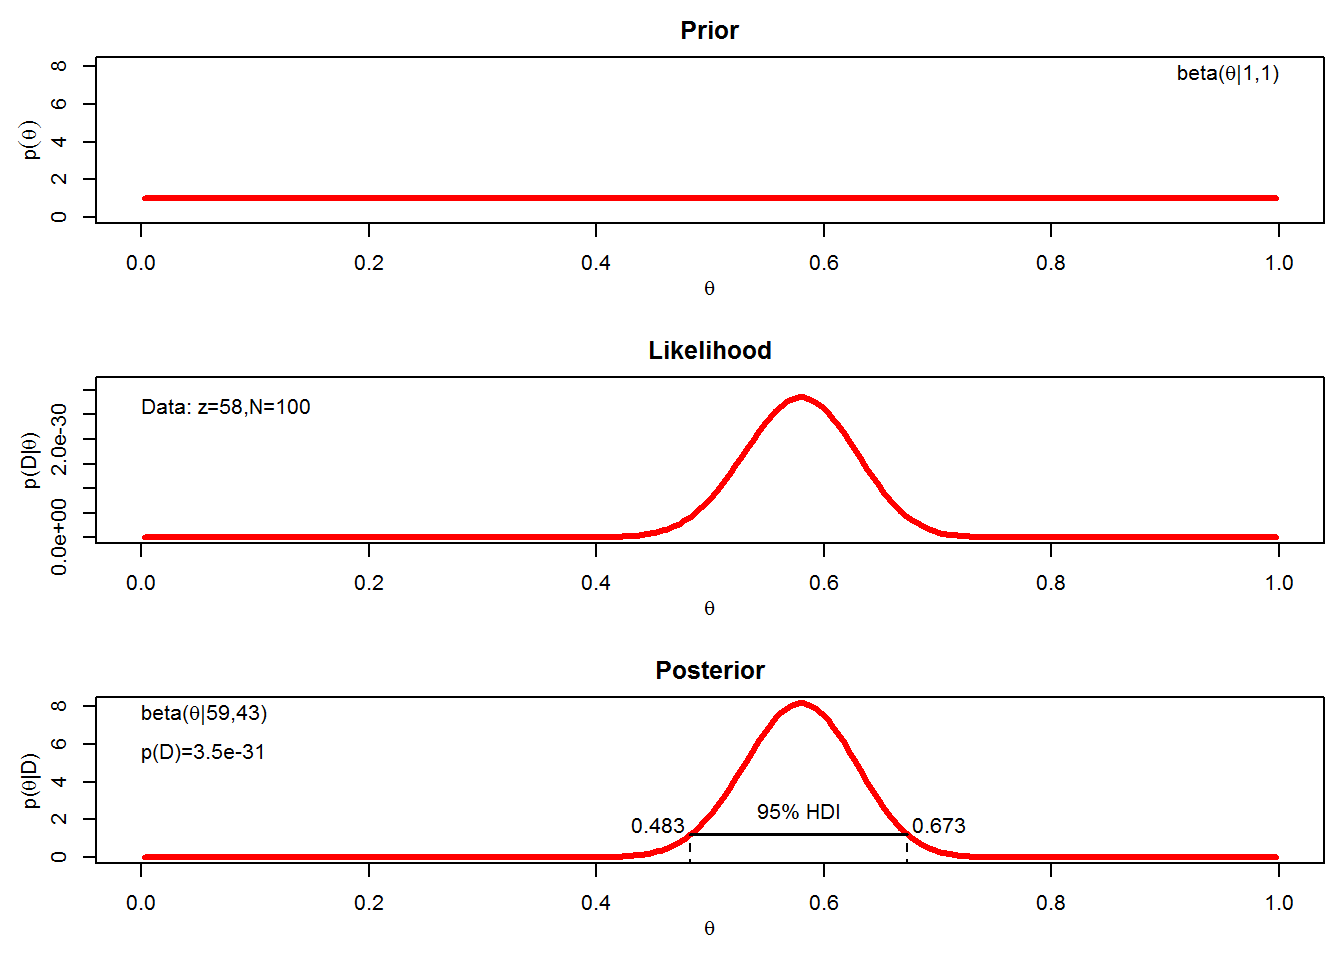 Prior
beta(θ|1,1)
p(θ)
8
6
4
2
0
0.0 0.2 0.4 0.6 0.8 1.0
θ
Likelihood
Data: z=58,N=100
p(D|θ)
2.0e-30
0.0e+00
0.0 0.2 0.4 0.6 0.8 1.0
θ
Posterior
beta(θ|59,43)
p(D)=3.5e-31
p(θ|D)
8
6
4
2
0
95% HDI
0.483 0.673
0.0 0.2 0.4 0.6 0.8 1.0
θ